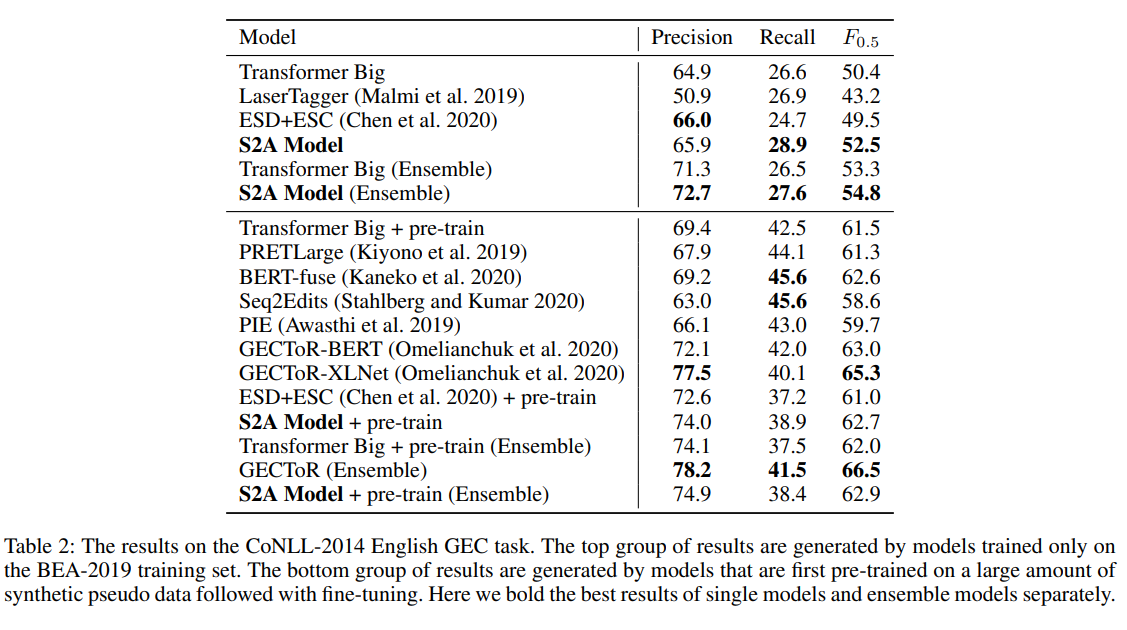 Model Precision Recall F0.5
Transformer Big 64.9 26.6 50.4
LaserTagger (Malmi et al. 2019) 50.9 26.9 43.2
ESD+ESC (Chen et al. 2020) 66.0 24.7 49.5
S2A Model 65.9 28.9 52.5
Transformer Big (Ensemble) 71.3 26.5 53.3
S2A Model (Ensemble) 72.7 27.6 54.8
Transformer Big + pre-train 69.4 42.5 61.5
PRETLarge (Kiyono et al. 2019) 67.9 44.1 61.3
BERT-fuse (Kaneko et al. 2020) 69.2 45.6 62.6
Seq2Edits (Stahlberg and Kumar 2020) 63.0 45.6 58.6
PIE (Awasthi et al. 2019) 66.1 43.0 59.7
GECToR-BERT (Omelianchuk et al. 2020) 72.1 42.0 63.0
GECToR-XLNet (Omelianchuk et al. 2020) 77.5 40.1 65.3
ESD+ESC (Chen et al. 2020) + pre-train 72.6 37.2 61.0
S2A Model + pre-train 74.0 38.9 62.7
Transformer Big + pre-train (Ensemble) 74.1 37.5 62.0
GECToR (Ensemble) 78.2 41.5 66.5
S2A Model + pre-train (Ensemble) 74.9 38.4 62.9
Table 2: The results on the CoNLL-2014 English GEC task. The top group of results are generated by models trained only on
the BEA-2019 training set. The bottom group of results are generated by models that are first pre-trained on a large amount of
synthetic pseudo data followed with fine-tuning. Here we bold the best results of single models and ensemble models separately.